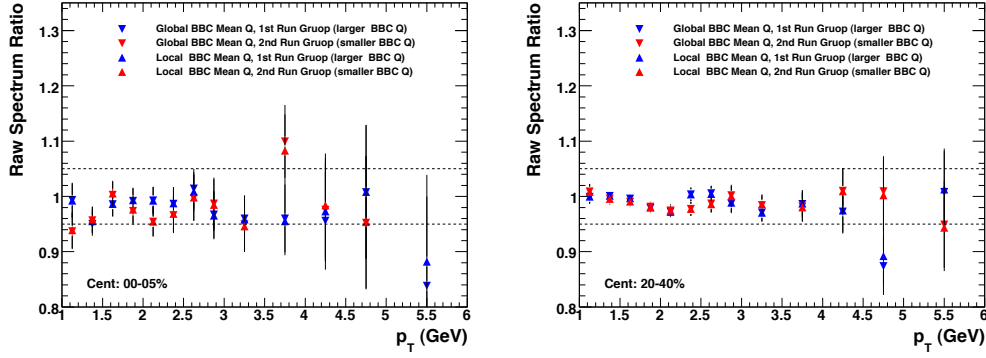 Raw Spectrum Ratio
1.3
1.2
1.1
1
0.9
0.8
Global BBC Mean Q, 1st Run Gruop (larger BBC Q)
Global BBC Mean Q, 2nd Run Gruop (smaller BBC Q)
Local BBC Mean Q, 1st Run Gruop (larger BBC Q)
Local BBC Mean Q, 2nd Run Gruop (smaller BBC Q)
Cent: 00-05%
1 1.5 2 2.5 3 3.5 4 4.5 5 5.5 6
p_T (GeV)
Raw Spectrum Ratio
1.3
1.2
1.1
1
0.9
0.8
Global BBC Mean Q, 1st Run Gruop (larger BBC Q)
Global BBC Mean Q, 2nd Run Gruop (smaller BBC Q)
Local BBC Mean Q, 1st Run Gruop (larger BBC Q)
Local BBC Mean Q, 2nd Run Gruop (smaller BBC Q)
Cent: 20-40%
1 1.5 2 2.5 3 3.5 4 4.5 5 5.5 6
p_T (GeV)